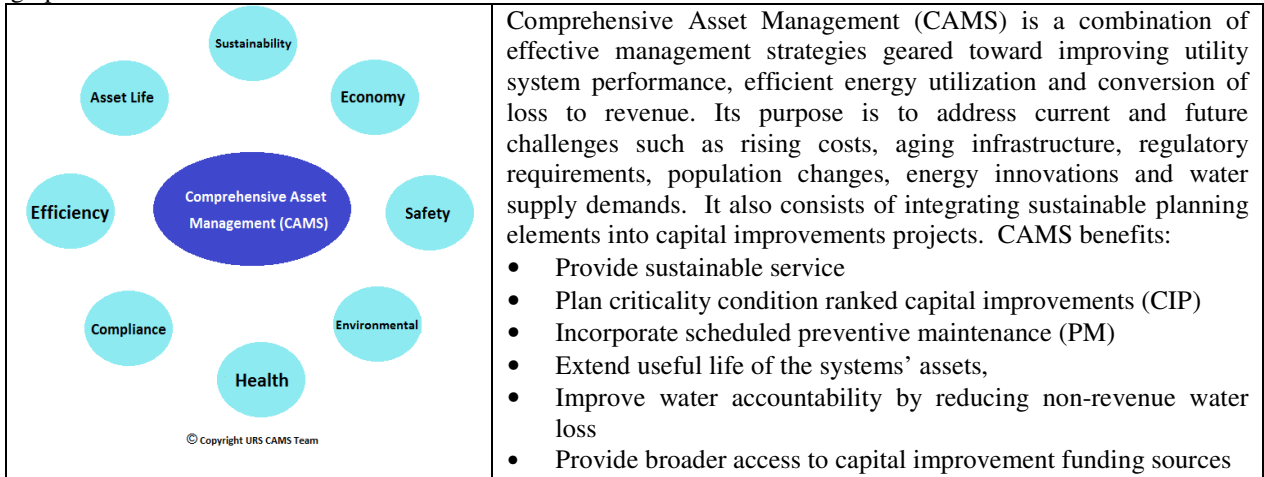 Sustainability
Asset Life
Economy
Comprehensive Asset
Management (CAMS)
Efficiency
Safety
Compliance
Environmental
Health
© Copyright URS CAMS Team
Comprehensive Asset Management (CAMS) is a combination of
effective management strategies geared toward improving utility
system performance, efficient energy utilization and conversion of
loss to revenue. Its purpose is to address current and future
challenges such as rising costs, aging infrastructure, regulatory
requirements, population changes, energy innovations and water
supply demands. It also consists of integrating sustainable planning
elements into capital improvements projects. CAMS benefits:
• Provide sustainable service
• Plan criticality condition ranked capital improvements (CIP)
• Incorporate scheduled preventive maintenance (PM)
• Extend useful life of the systems’ assets,
• Improve water accountability by reducing non-revenue water
loss
• Provide broader access to capital improvement funding sources